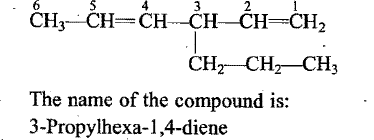 6 5 4 3 2 1
CH₃—CH=CH—CH—CH=CH₂
CH₂—CH₂—CH₃
The name of the compound is:
3-Propylhexa-1,4-diene